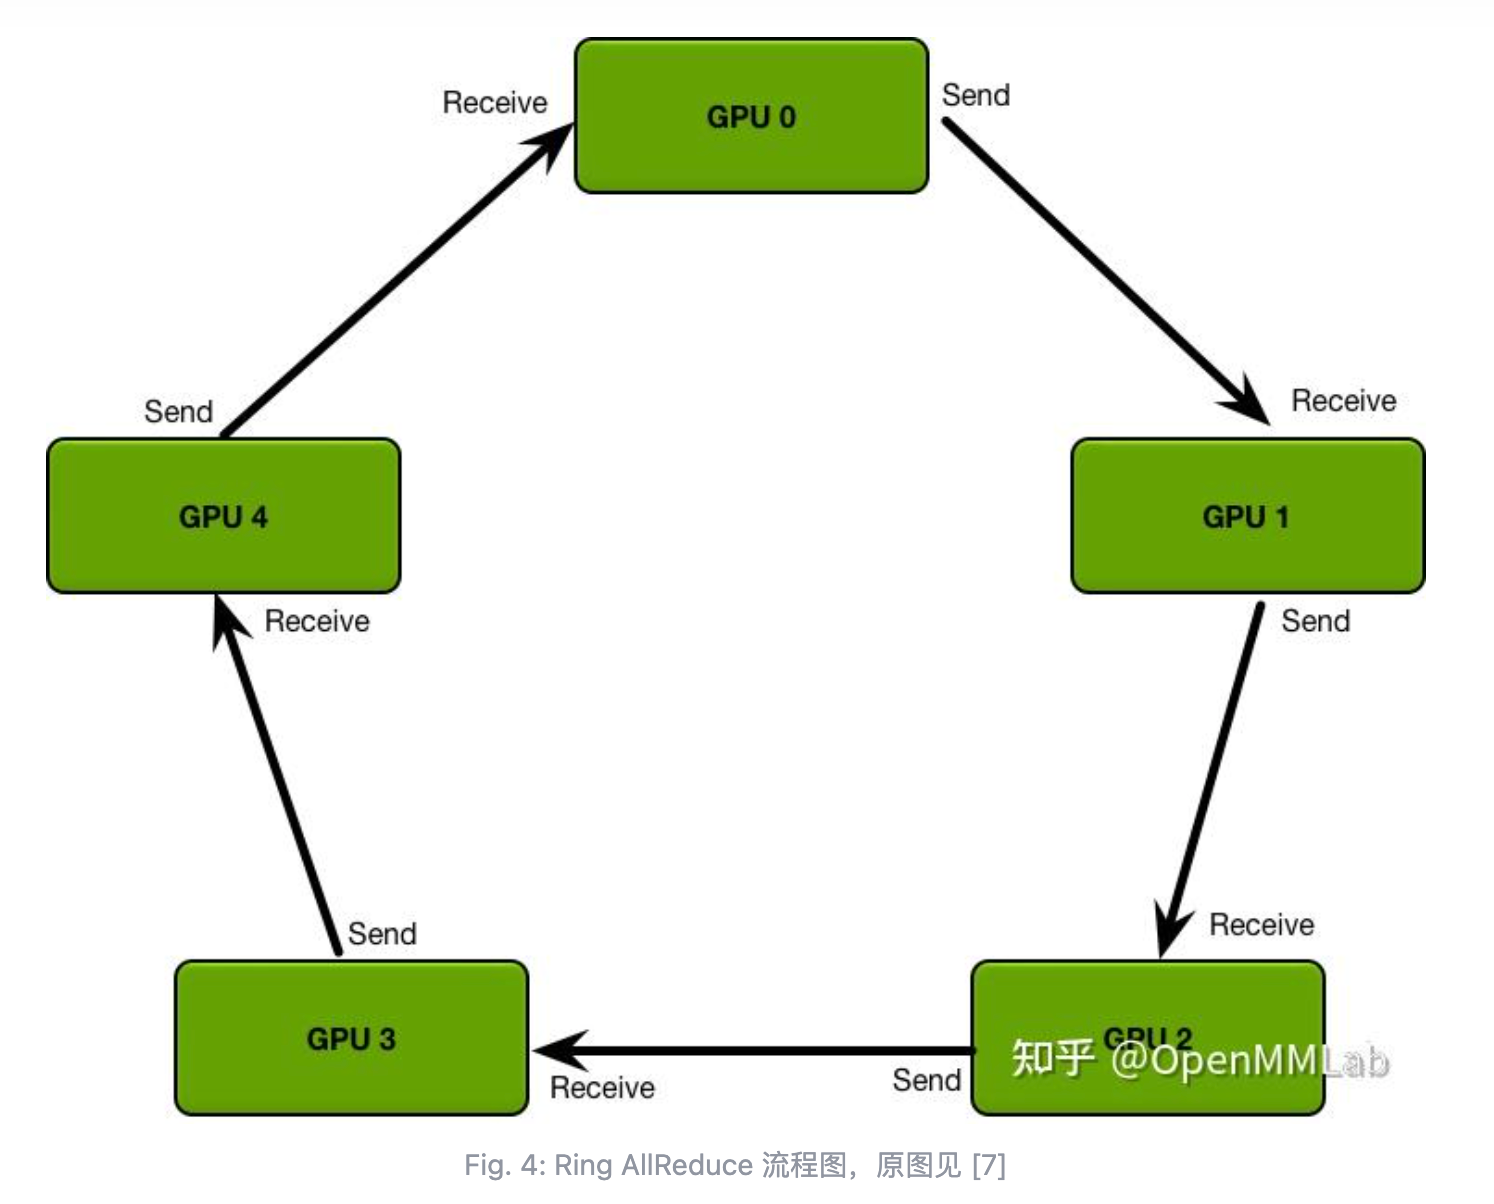 Receive
GPU 0
Send
Send
Receive
GPU 4
GPU 1
Receive
Send
Send
Receive
GPU 3
GPU 2
知乎 @OpenMMLab
Receive
Send
Fig. 4: Ring AllReduce 流程图，原图见 [7]